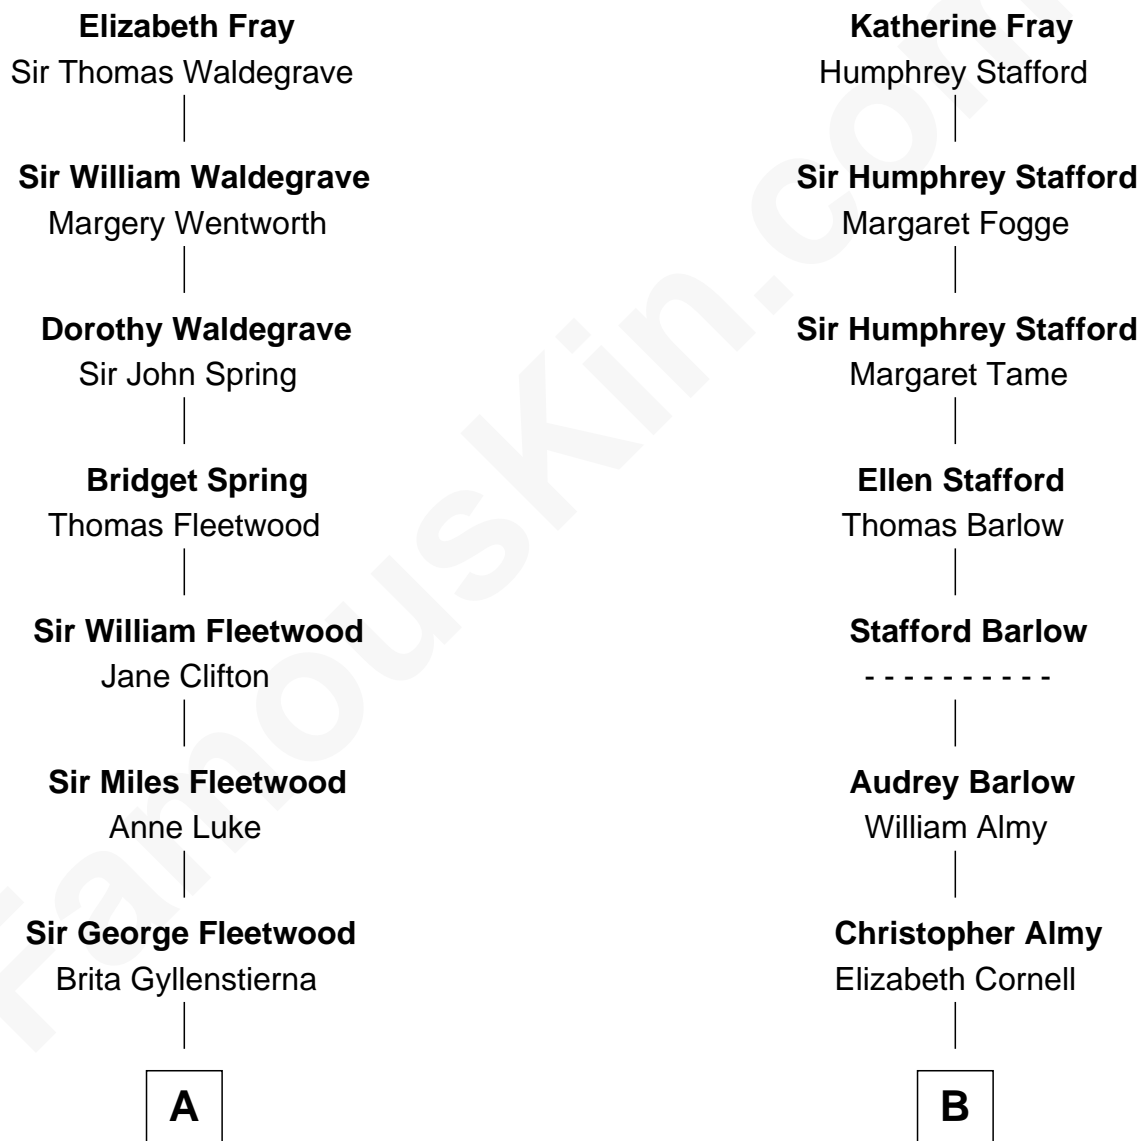 Elizabeth Fray
Sir Thomas Waldegrave
Sir William Waldegrave
Margery Wentworth
Dorothy Waldegrave
Sir John Spring
Bridget Spring
Thomas Fleetwood
Sir William Fleetwood
Jane Clifton
Sir Miles Fleetwood
Anne Luke
Sir George Fleetwood
Brita Gyllenstierna
A
Katherine Fray
Humphrey Stafford
Sir Humphrey Stafford
Margaret Fogge
Sir Humphrey Stafford
Margaret Tame
Ellen Stafford
Thomas Barlow
Stafford Barlow
- - - - - - - - - -
Audrey Barlow
William Almy
Christopher Almy
Elizabeth Cornell
B
FamousKin.com